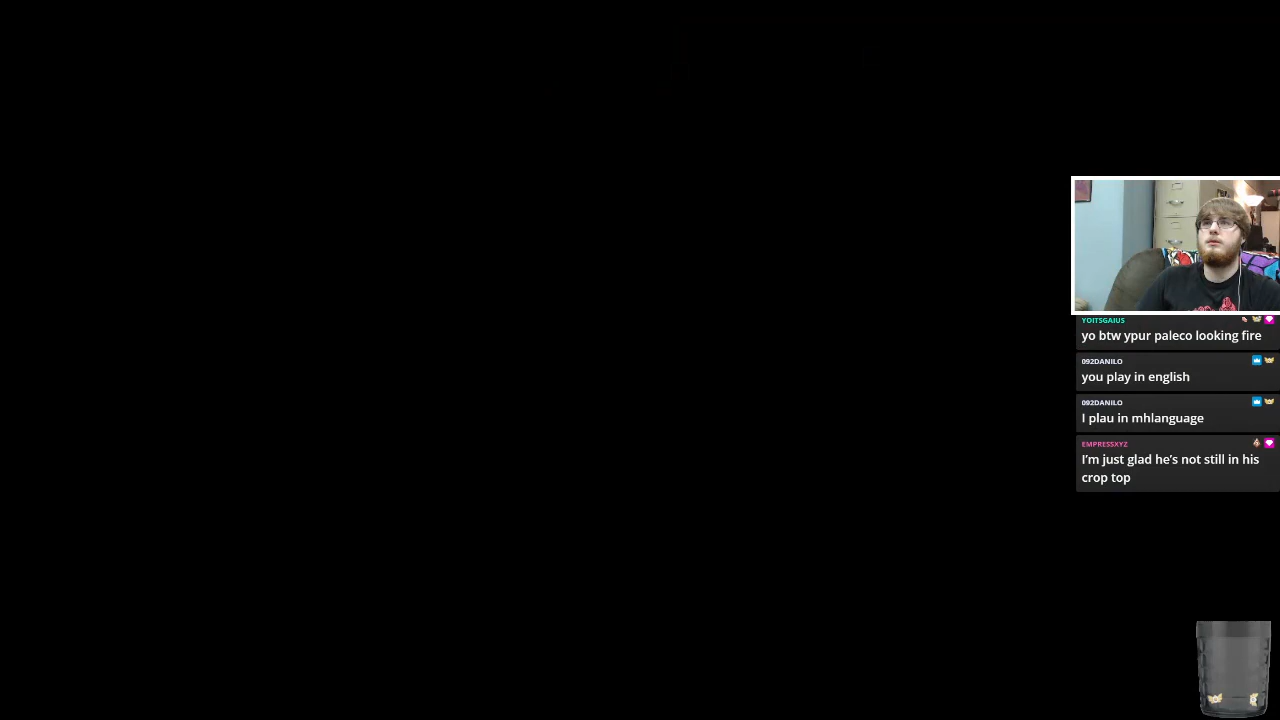 YOITSGAIUS
yo btw ypur paleco looking fire
092DANILO
you play in english
092DANILO
I plau in mhlanguage
EMPRESSXYZ
I'm just glad he's not still in his
crop top